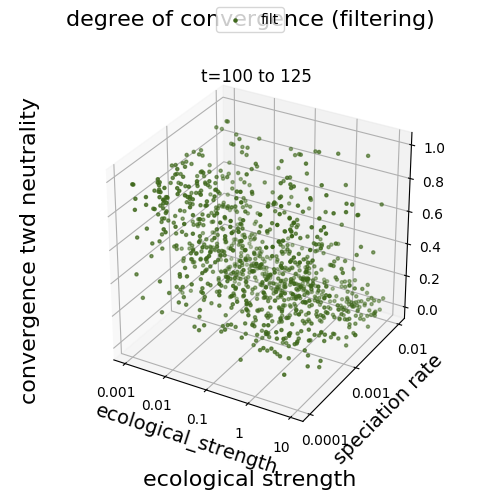 degree of convergence (filtering)
filt
t=100 to 125
convergence twd neutrality
1.0
0.8
0.6
0.4
0.2
0.0
0.001
0.01
0.1
1
10
0.0001
0.001
0.01
ecological_strength
speciation rate
ecological strength